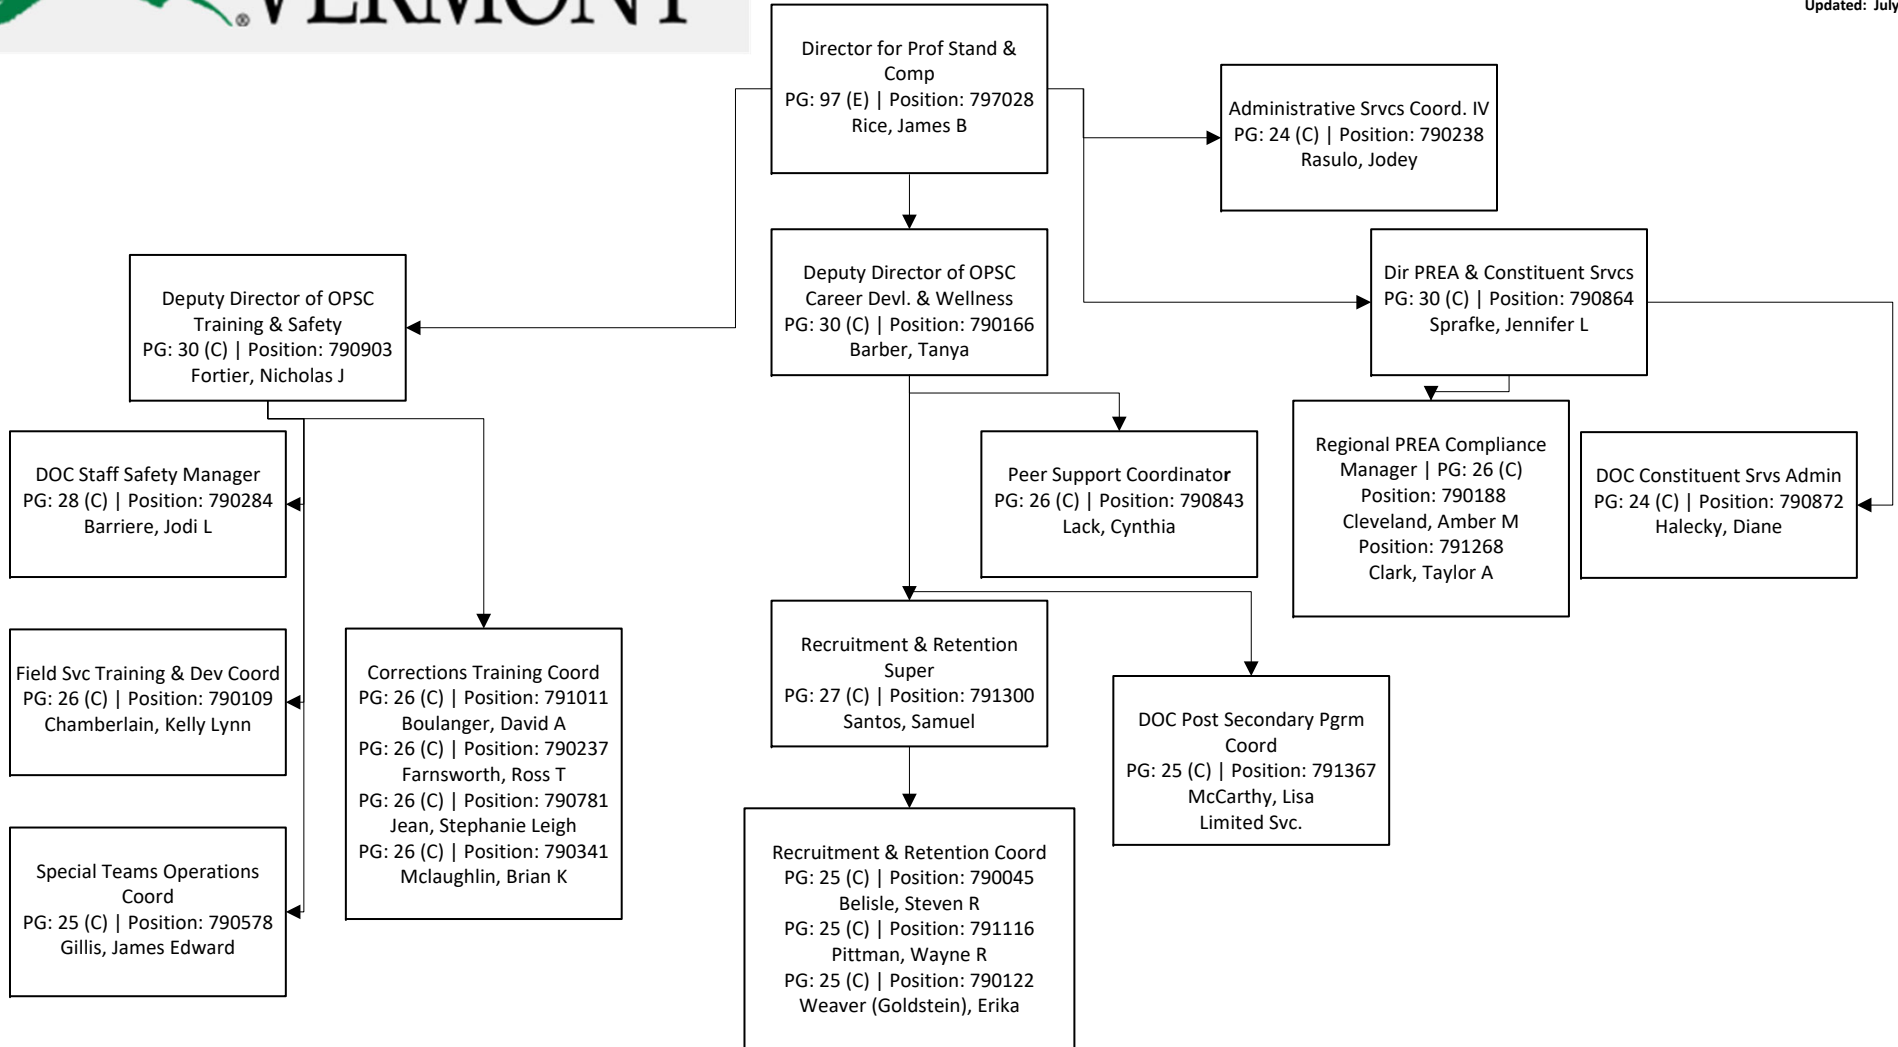 VERMONT
®
Updated: July
Director for Prof Stand &
Comp
PG: 97 (E) | Position: 797028
Rice, James B
Administrative Srvcs Coord. IV
PG: 24 (C) | Position: 790238
Rasulo, Jodey
Deputy Director of OPSC
Training & Safety
PG: 30 (C) | Position: 790903
Fortier, Nicholas J
Deputy Director of OPSC
Career Devl. & Wellness
PG: 30 (C) | Position: 790166
Barber, Tanya
Dir PREA & Constituent Srvcs
PG: 30 (C) | Position: 790864
Sprafke, Jennifer L
DOC Staff Safety Manager
PG: 28 (C) | Position: 790284
Barriere, Jodi L
Peer Support Coordinator
PG: 26 (C) | Position: 790843
Lack, Cynthia
Regional PREA Compliance
Manager | PG: 26 (C)
Position: 790188
Cleveland, Amber M
Position: 791268
Clark, Taylor A
DOC Constituent Srvs Admin
PG: 24 (C) | Position: 790872
Halecky, Diane
Field Svc Training & Dev Coord
PG: 26 (C) | Position: 790109
Chamberlain, Kelly Lynn
Corrections Training Coord
PG: 26 (C) | Position: 791011
Boulanger, David A
PG: 26 (C) | Position: 790237
Farnsworth, Ross T
PG: 26 (C) | Position: 790781
Jean, Stephanie Leigh
PG: 26 (C) | Position: 790341
Mclaughlin, Brian K
Recruitment & Retention
Super
PG: 27 (C) | Position: 791300
Santos, Samuel
DOC Post Secondary Pgrm
Coord
PG: 25 (C) | Position: 791367
McCarthy, Lisa
Limited Svc.
Special Teams Operations
Coord
PG: 25 (C) | Position: 790578
Gillis, James Edward
Recruitment & Retention Coord
PG: 25 (C) | Position: 790045
Belisle, Steven R
PG: 25 (C) | Position: 791116
Pittman, Wayne R
PG: 25 (C) | Position: 790122
Weaver (Goldstein), Erika